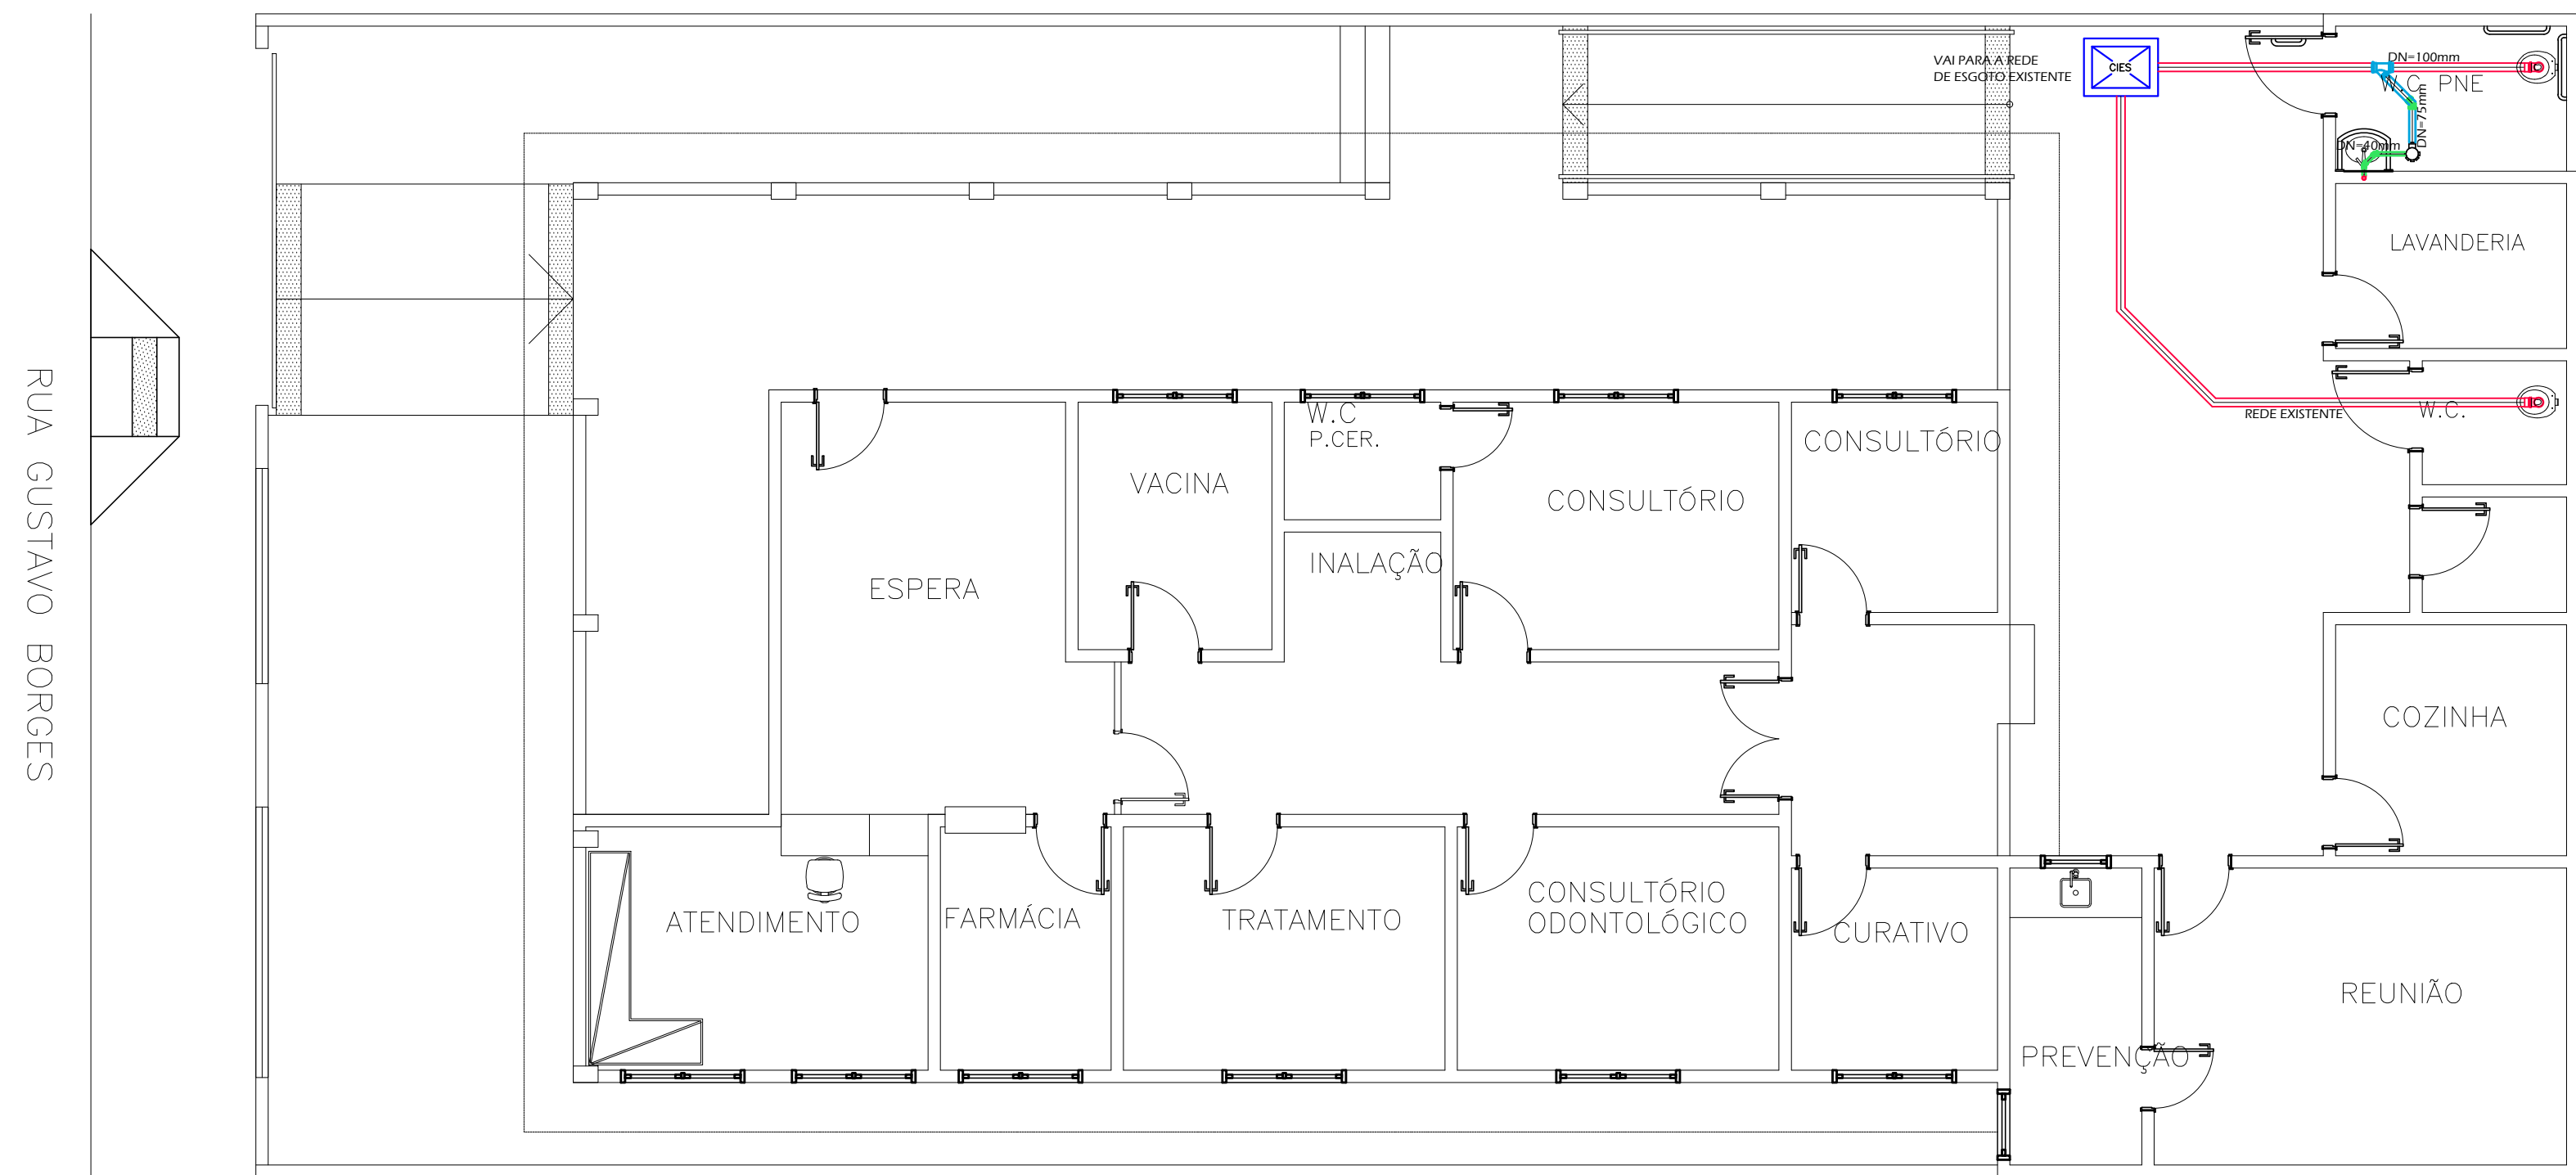 VAI PARA A REDE
DE ESGOTO EXISTENTE
CIES
DN=100mm
W.C PNE
DN=75mm
DN=40mm
LAVANDERIA
REDE EXISTENTE
W.C.
W.C
P.CER.
CONSULTÓRIO
VACINA
CONSULTÓRIO
INALAÇÃO
ESPERA
RUA GUSTAVO BORGES
COZINHA
CONSULTÓRIO
ODONTOLÓGICO
ATENDIMENTO
FARMÁCIA
TRATAMENTO
CURATIVO
REUNIÃO
PREVENÇÃO